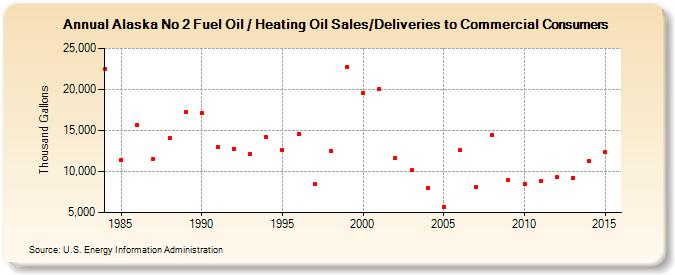 Annual Alaska No 2 Fuel Oil / Heating Oil Sales/Deliveries to Commercial Consumers
Thousand Gallons
25,000
20,000
15,000
10,000
5,000
1985 1990 1995 2000 2005 2010 2015
Source: U.S. Energy Information Administration